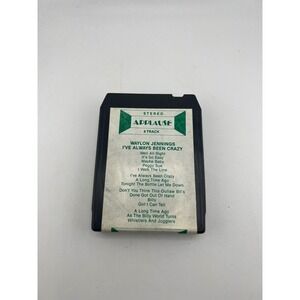 STEREO
APPLAUSE
8 TRACK
WAYLON JENNINGS
I'VE ALWAYS BEEN CRAZY
Well All Right
It's So Easy
Maybe Baby
Peggy Sue
I Walk The Line
I've Always Been Crazy
A Long Time Ago
Tonight The Bottle Let Me Down
Don't You Think This Outlaw Bit's
Done Got Out Of Hand
Billy
Girl I Can Tell
A Long Time Ago
As The Billy World Turns
Whistlers and Jugglers